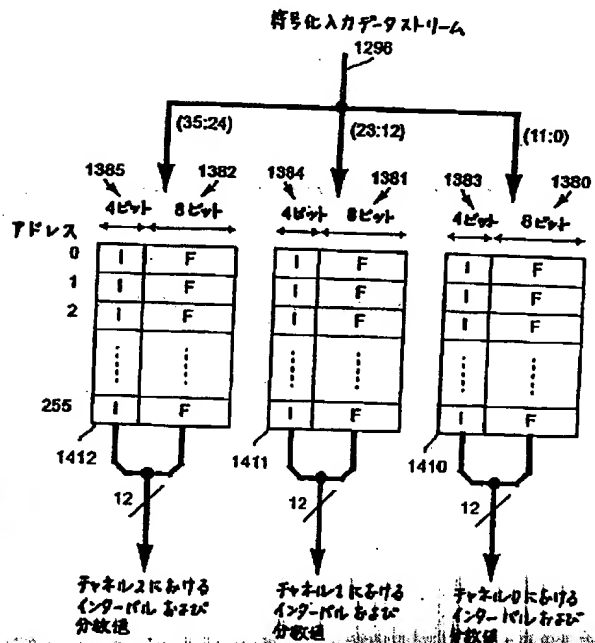 符号化入力データストリーム
1296
(35:24)
(23:12)
(11:0)
1385
1382
1384
1381
1383
1380
4ビット
8ビット
4ビット
8ビット
4ビット
8ビット
アドレス
0
I
F
I
F
I
F
1
I
F
I
F
I
F
2
I
F
I
F
I
F
255
I
F
I
F
I
F
1412
1411
1410
12
12
12
チャネル2における
インターバルおよび
分数値
チャネル1における
インターバルおよび
分数値
チャネル0における
インターバルおよび
分数値